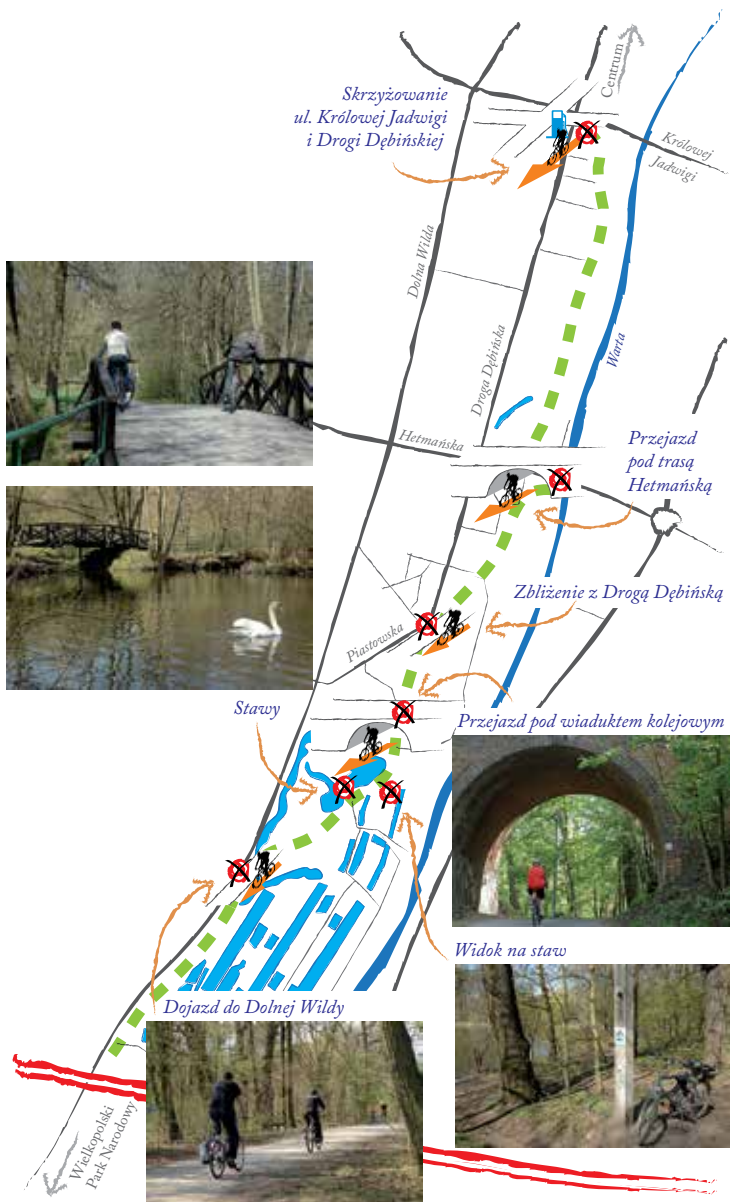 Centrum
Skrzyżowanie
ul. Królowej Jadwigi
i Drogi Dębińskiej
Królowej
Jadwigi
Dolna Wilda
Droga Dębińska
Warta
Hetmańska
Przejazd
pod trasą
Hetmańską
Zbliżenie z Drogą Dębińską
Piastowska
Stawy
Przejazd pod wiaduktem kolejowym
Widok na staw
Dojazd do Dolnej Wildy
Wielkopolski
Park Narodowy